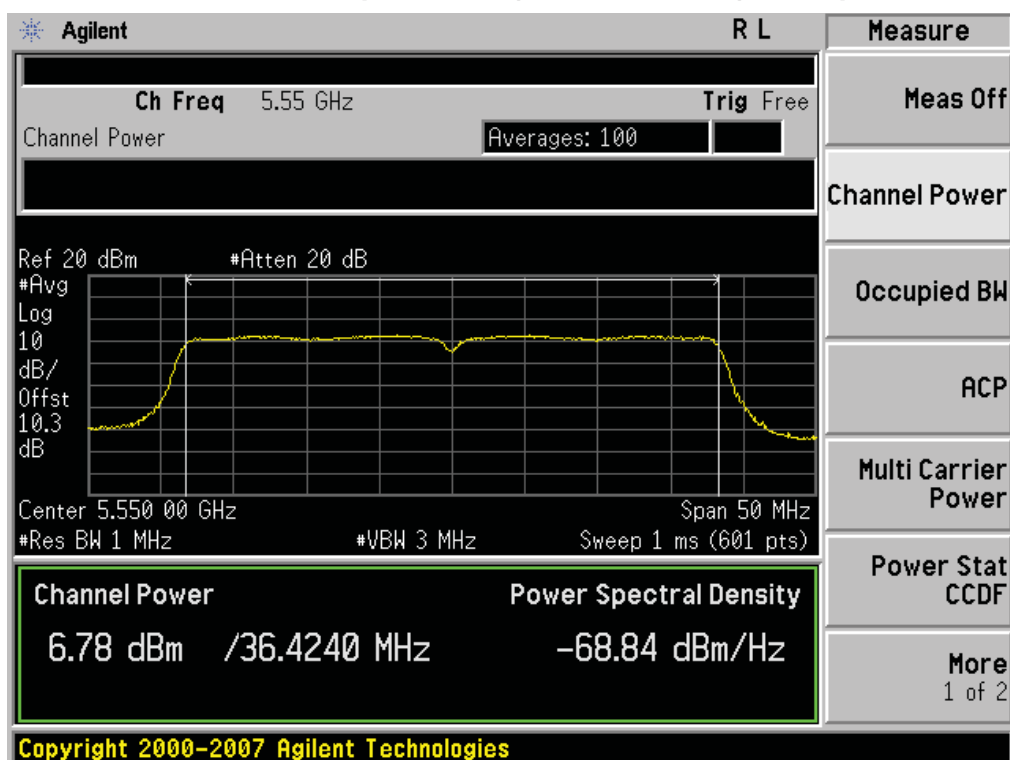 Agilent R L
Ch Freq 5.55 GHz Trig Free
Channel Power Averages: 100
Ref 20 dBm #Atten 20 dB
#Avg
Log
10
dB/
Offst
10.3
dB
Center 5.550 00 GHz Span 50 MHz
#Res BW 1 MHz #VBW 3 MHz Sweep 1 ms (601 pts)
Channel Power Power Spectral Density
6.78 dBm /36.4240 MHz -68.84 dBm/Hz
Measure
Meas Off
Channel Power
Occupied BW
ACP
Multi Carrier
Power
Power Stat
CCDF
More
1 of 2
Copyright 2000-2007 Agilent Technologies